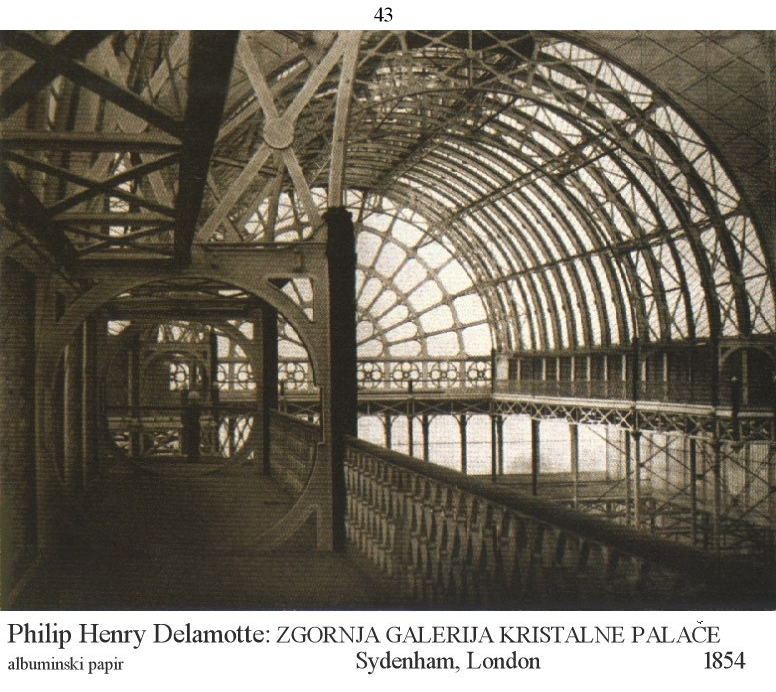 43
Philip Henry Delamotte: ZGORNJA GALERIJA KRISTALNE PALAČE
albuminski papir Sydenham, London 1854